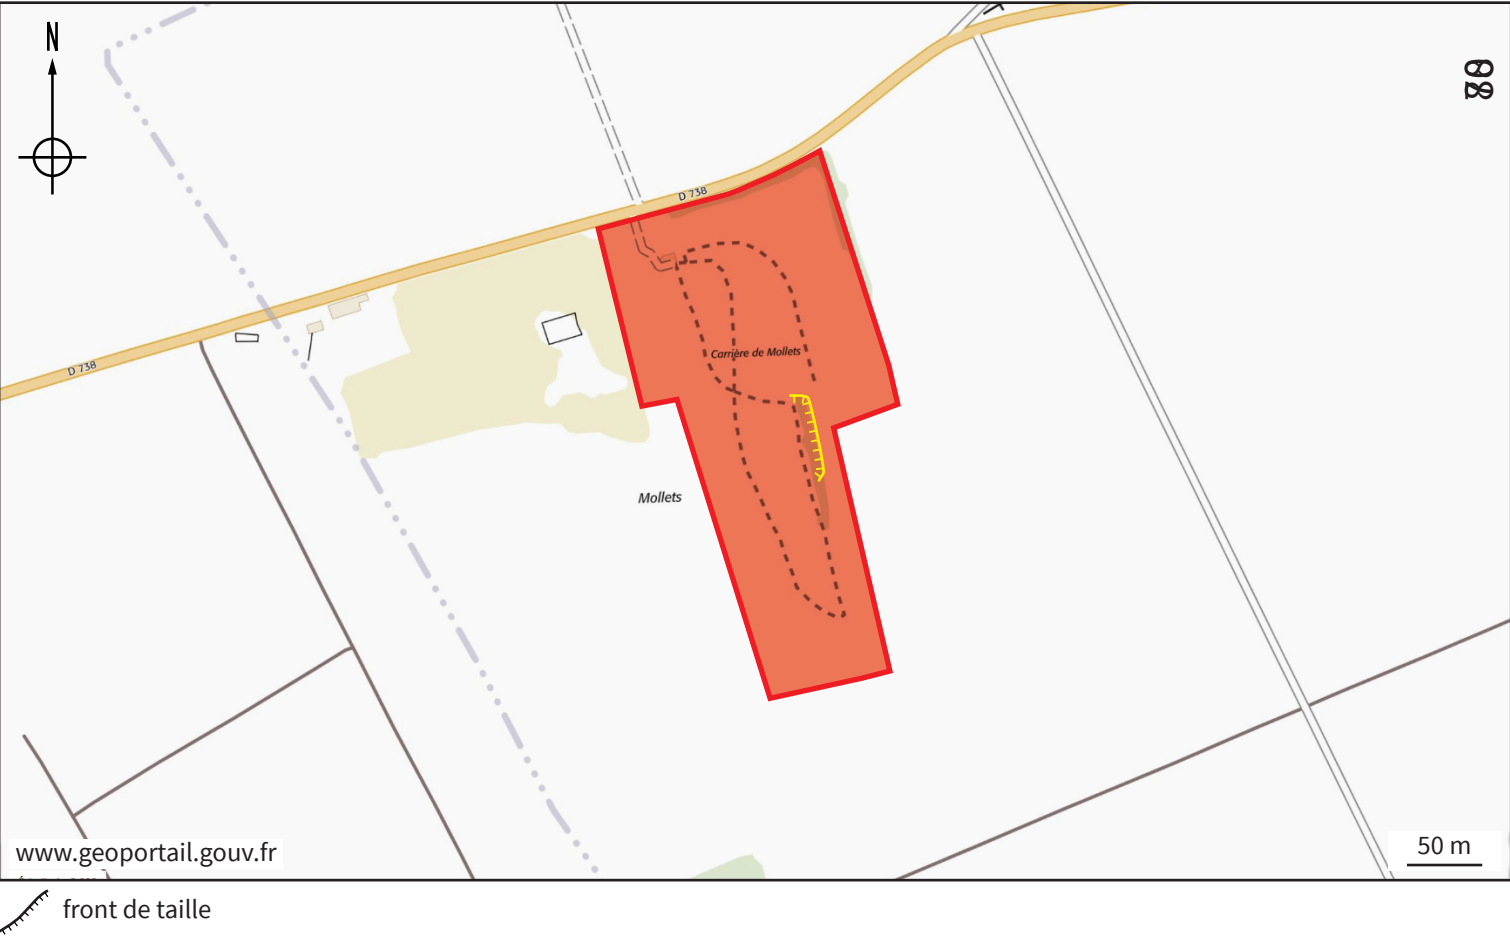 N
D 738
D 738
Carrière de Mollets
Mollets
www.geoportail.gouv.fr
50 m
front de taille